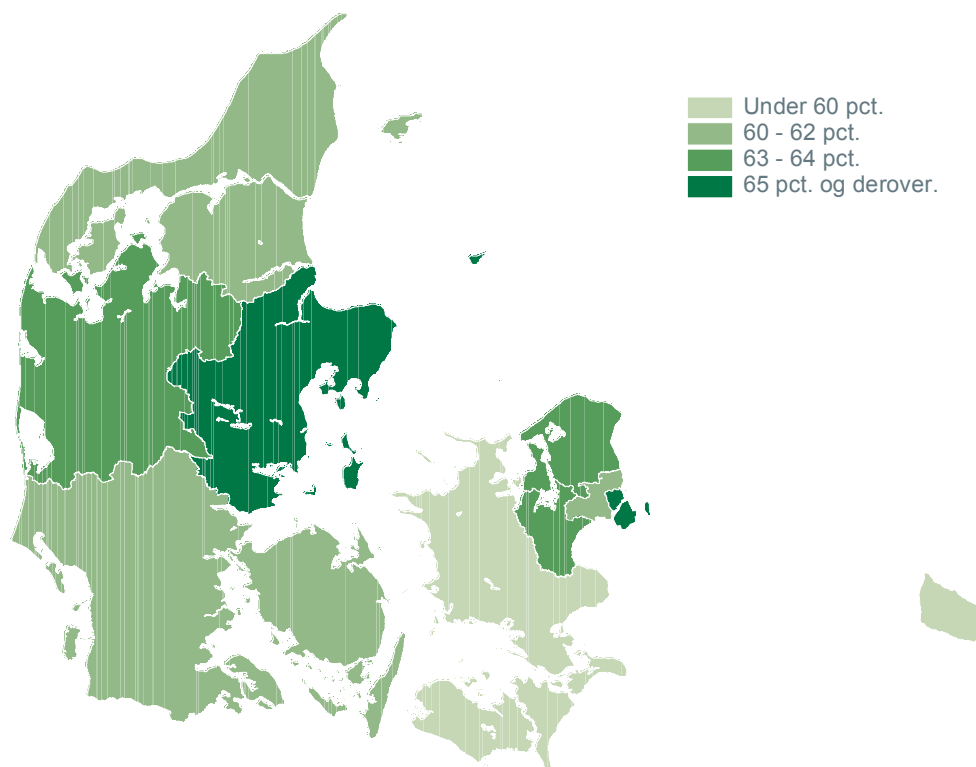 Under 60 pct.
60 - 62 pct.
63 - 64 pct.
65 pct. og derover.